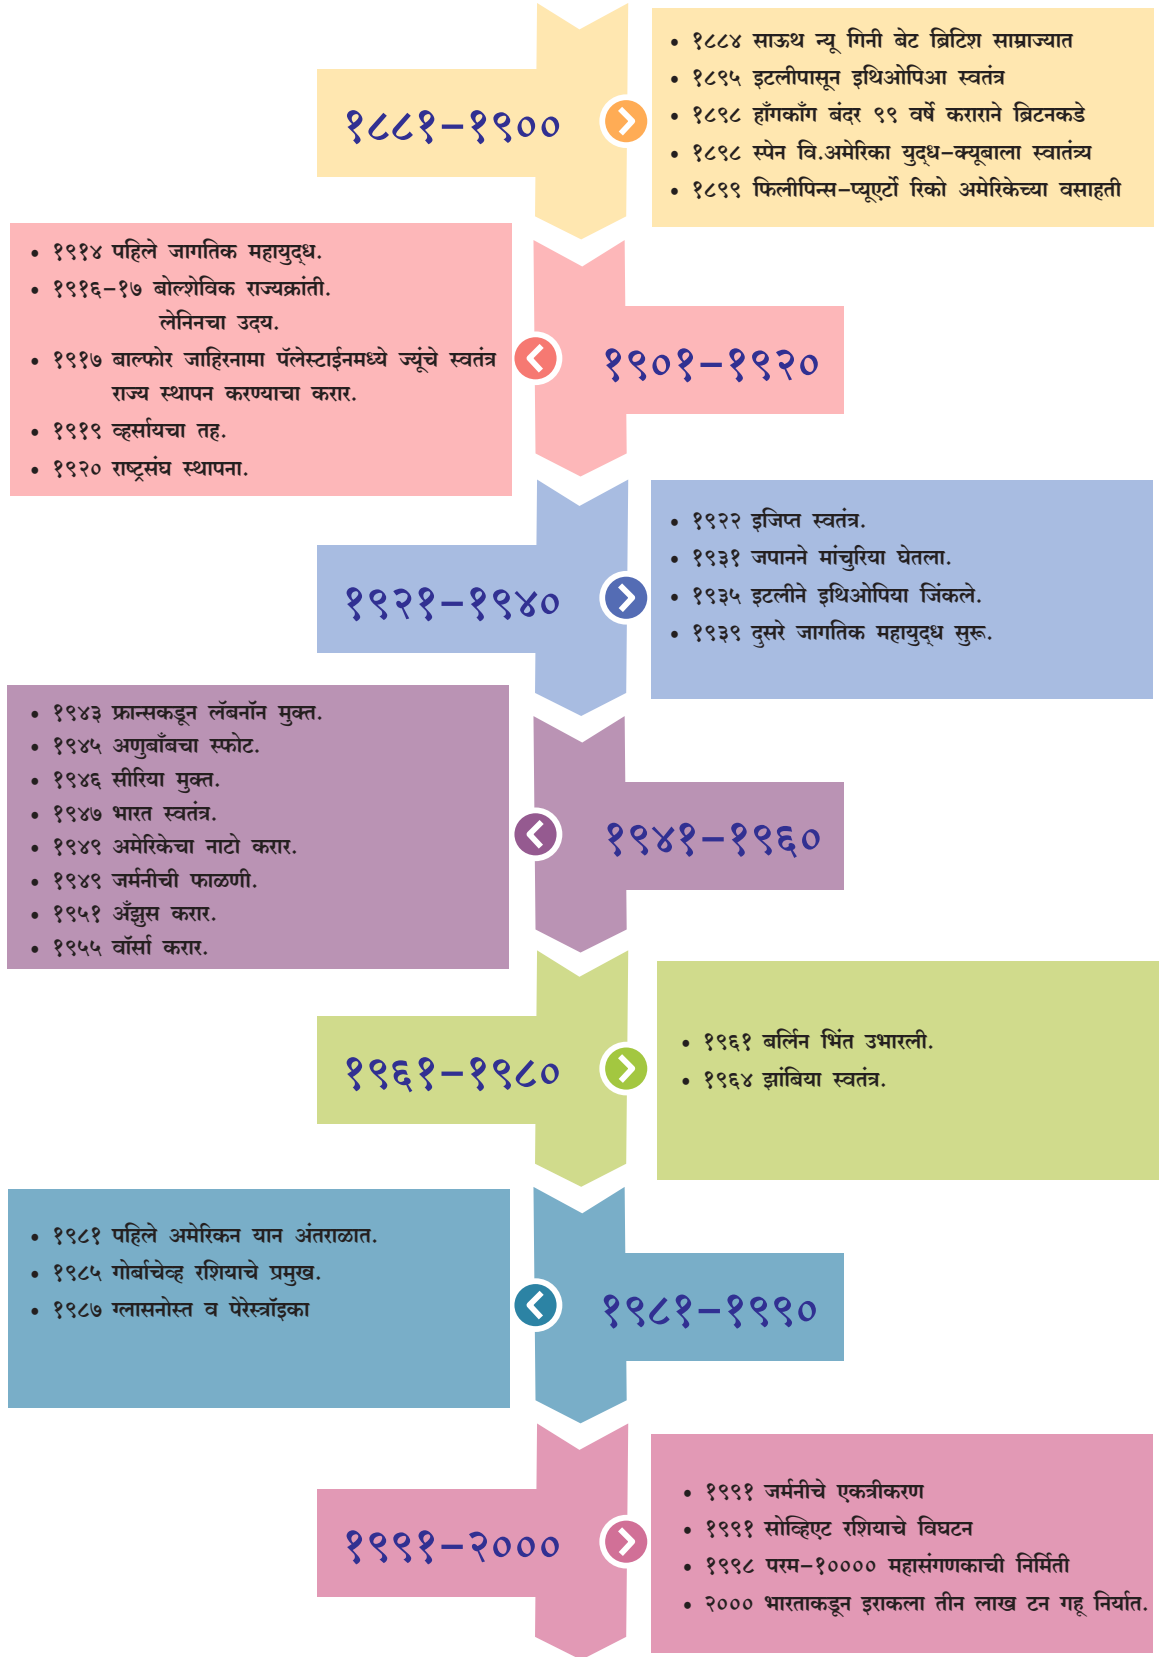 १८८१–१९००
• १८८४ साऊथ न्यू गिनी बेट ब्रिटिश साम्राज्यात
• १८९५ इटलीपासून इथिओपिआ स्वतंत्र
• १८९८ हाँगकाँग बंदर ९९ वर्षे कराराने ब्रिटनकडे
• १८९८ स्पेन वि.अमेरिका युद्ध–क्यूबाला स्वातंत्र्य
• १८९९ फिलीपिन्स–प्यूएर्टो रिको अमेरिकेच्या वसाहती
१९०१–१९२०
• १९१४ पहिले जागतिक महायुद्ध.
• १९१६–१७ बोल्शेविक राज्यक्रांती.
लेनिनचा उदय.
• १९१७ बाल्फोर जाहिरनामा पॅलेस्टाईनमध्ये ज्यूंचे स्वतंत्र
राज्य स्थापन करण्याचा करार.
• १९१९ व्हर्सायचा तह.
• १९२० राष्ट्रसंघ स्थापना.
१९२१–१९४०
• १९२२ इजिप्त स्वतंत्र.
• १९३१ जपानने मांचुरिया घेतला.
• १९३५ इटलीने इथिओपिया जिंकले.
• १९३९ दुसरे जागतिक महायुद्ध सुरू.
१९४१–१९६०
• १९४३ फ्रान्सकडून लॅबनॉन मुक्त.
• १९४५ अणुबाँबचा स्फोट.
• १९४६ सीरिया मुक्त.
• १९४७ भारत स्वतंत्र.
• १९४९ अमेरिकेचा नाटो करार.
• १९४९ जर्मनीची फाळणी.
• १९५१ अँझुस करार.
• १९५५ वॉर्सा करार.
१९६१–१९८०
• १९६१ बर्लिन भिंत उभारली.
• १९६४ झांबिया स्वतंत्र.
१९८१–१९९०
• १९८१ पहिले अमेरिकन यान अंतराळात.
• १९८५ गोर्बाचेव्ह रशियाचे प्रमुख.
• १९८७ ग्लासनोस्त व पेरेस्त्रॉइका
१९९१–२०००
• १९९१ जर्मनीचे एकत्रीकरण
• १९९१ सोव्हिएट रशियाचे विघटन
• १९९८ परम–१०००० महासंगणकाची निर्मिती
• २००० भारताकडून इराकला तीन लाख टन गहू निर्यात.